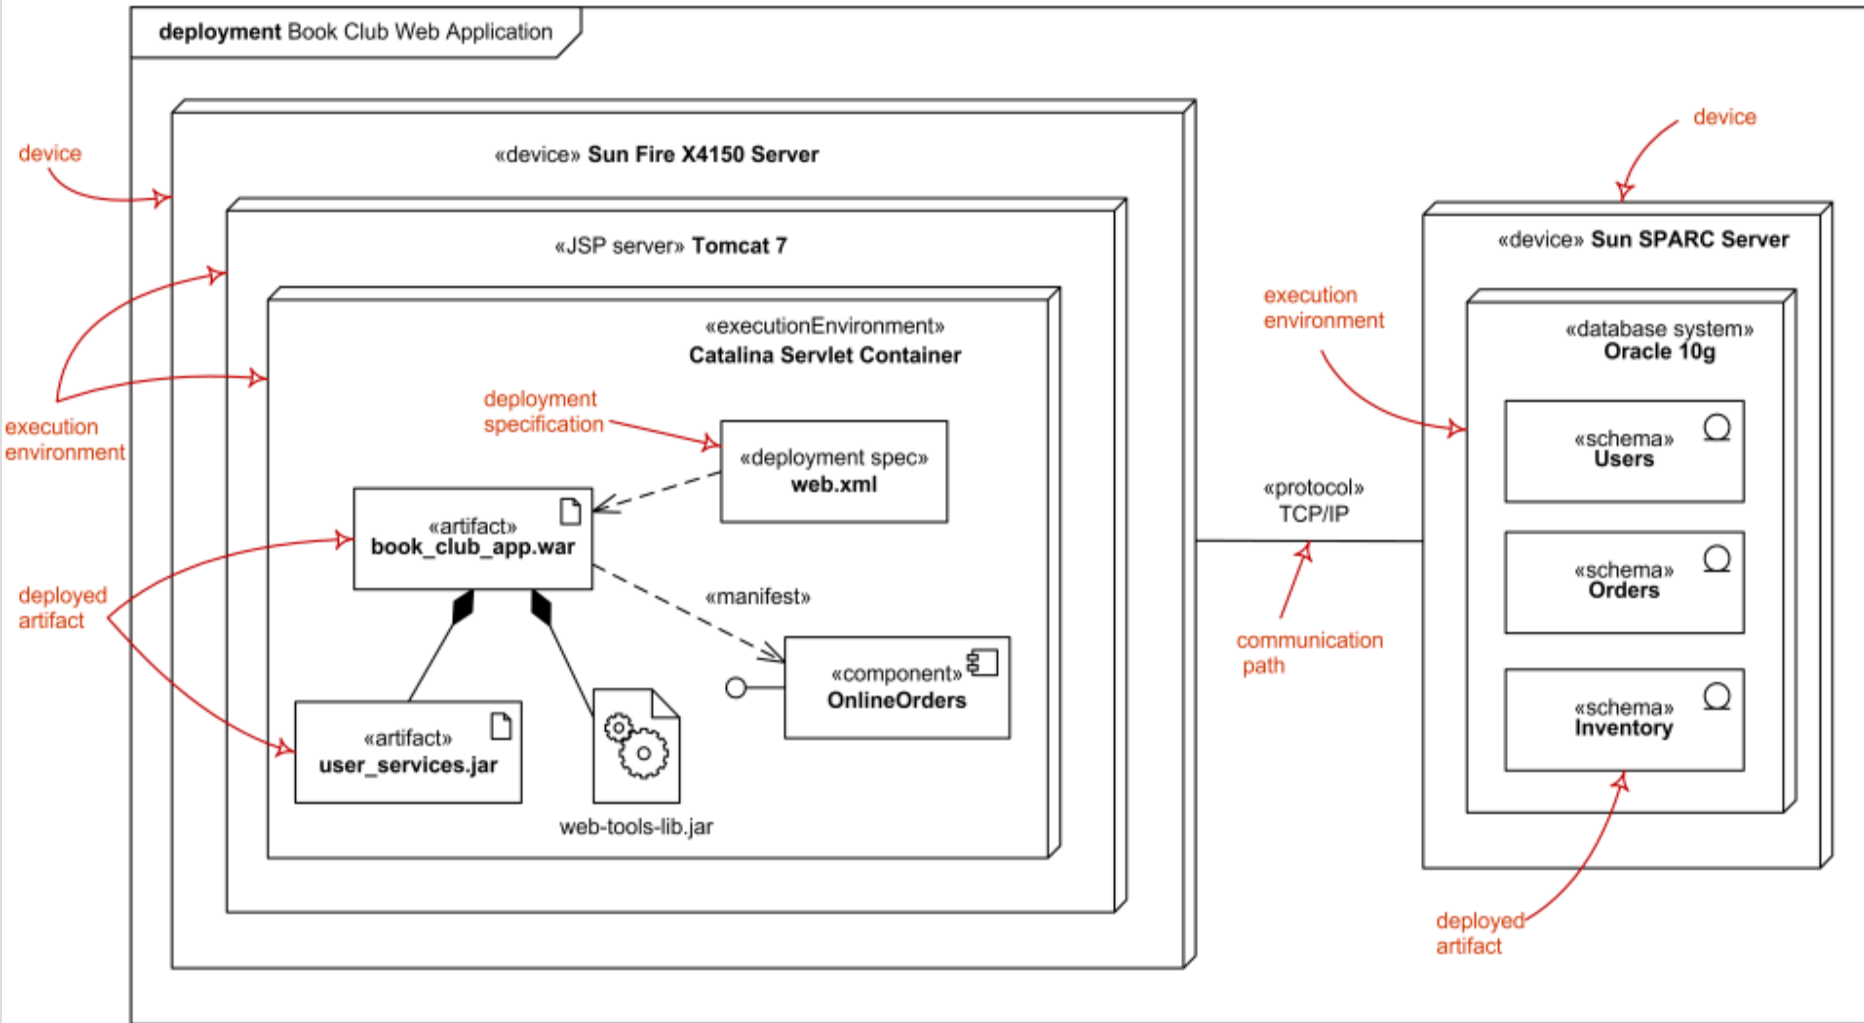 deployment Book Club Web Application
device
«device» Sun Fire X4150 Server
«JSP server» Tomcat 7
«executionEnvironment»
Catalina Servlet Container
execution
environment
deployment
specification
«deployment spec»
web.xml
«artifact»
book_club_app.war
deployed
artifact
«manifest»
«component»
OnlineOrders
«artifact»
user_services.jar
web-tools-lib.jar
«protocol»
TCP/IP
communication
path
device
«device» Sun SPARC Server
execution
environment
«database system»
Oracle 10g
«schema»
Users
«schema»
Orders
«schema»
Inventory
deployed
artifact